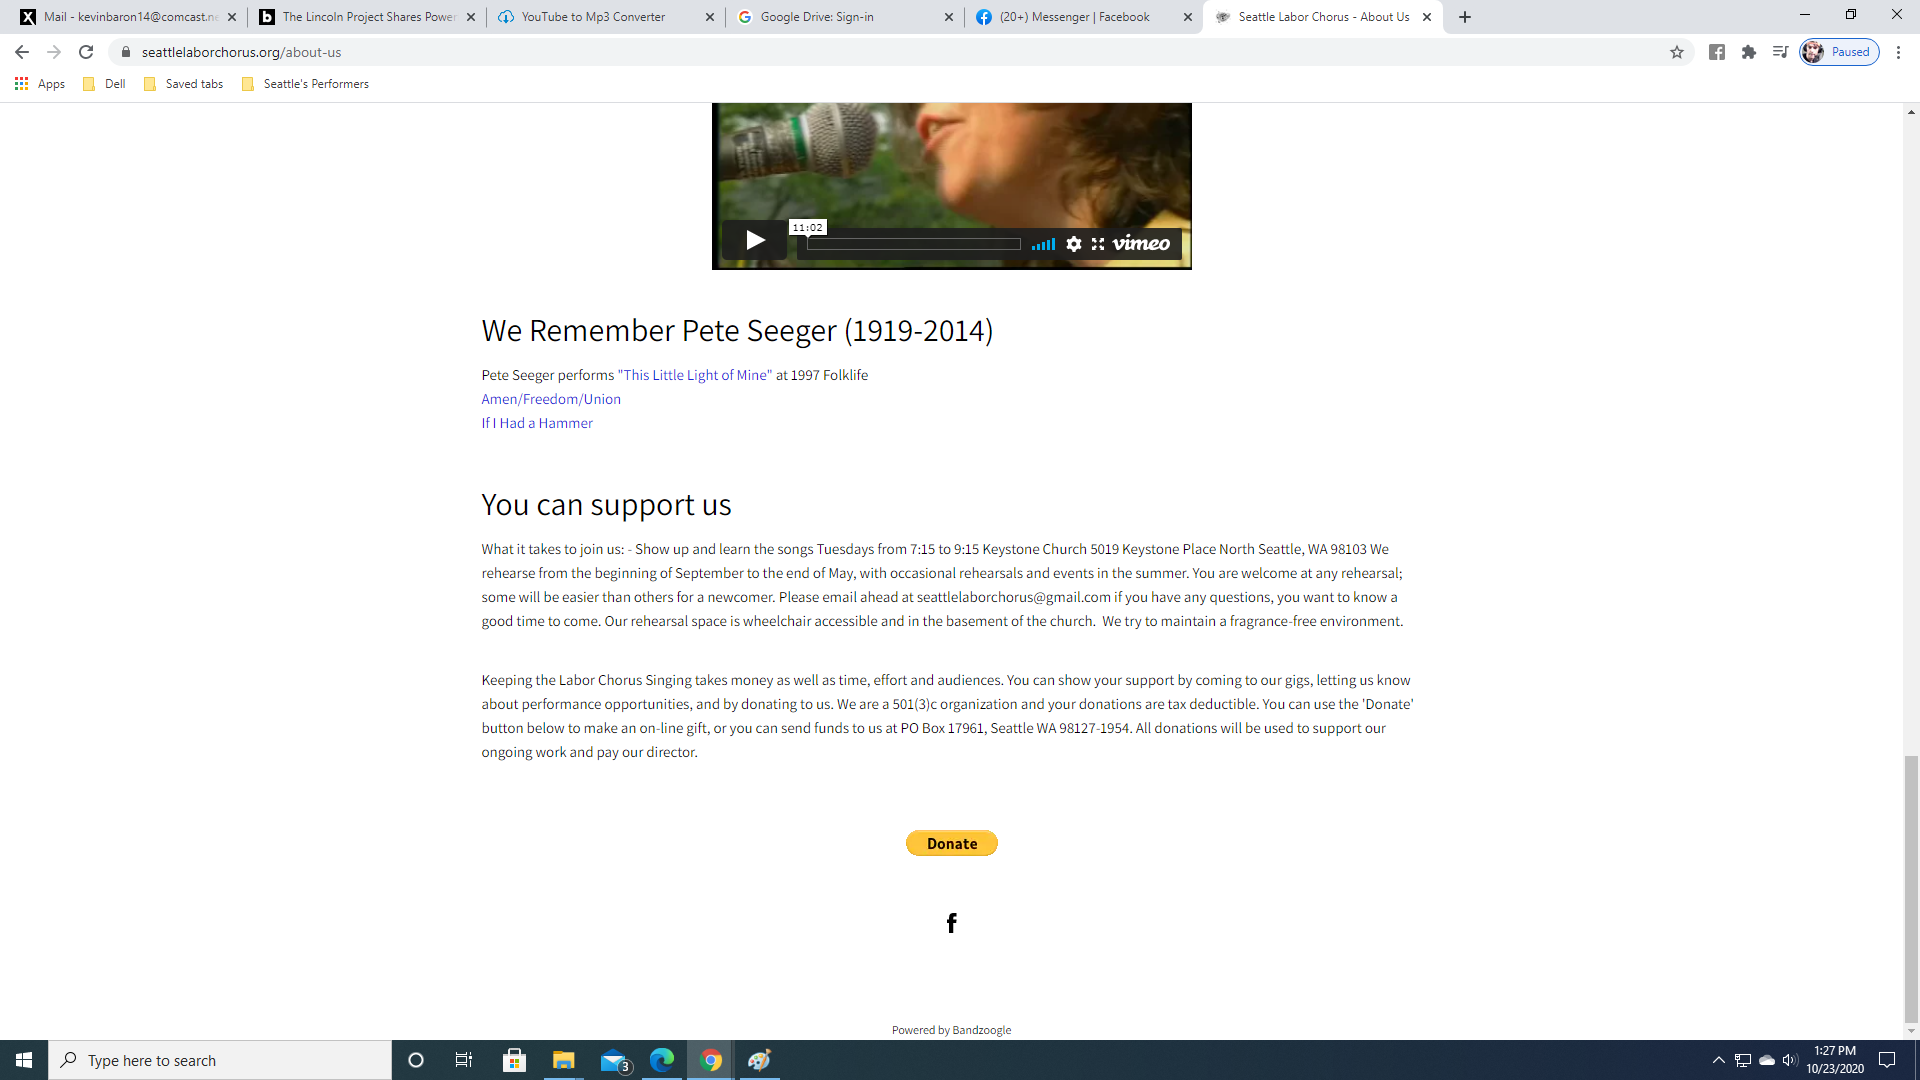 Mail - kevinbaron14@comcast.ne
The Lincoln Project Shares Power
YouTube to Mp3 Converter
Google Drive: Sign-in
(20+) Messenger | Facebook
Seattle Labor Chorus - About Us
seattlelaborchorus.org/about-us
Paused
Apps
Dell
Saved tabs
Seattle's Performers
11:02
vimeo
We Remember Pete Seeger (1919-2014)
Pete Seeger performs "This Little Light of Mine" at 1997 Folklife
Amen/Freedom/Union
If I Had a Hammer
You can support us
What it takes to join us: - Show up and learn the songs Tuesdays from 7:15 to 9:15 Keystone Church 5019 Keystone Place North Seattle, WA 98103 We
rehearse from the beginning of September to the end of May, with occasional rehearsals and events in the summer. You are welcome at any rehearsal;
some will be easier than others for a newcomer. Please email ahead at seattlelaborchorus@gmail.com if you have any questions, you want to know a
good time to come. Our rehearsal space is wheelchair accessible and in the basement of the church.  We try to maintain a fragrance-free environment.
Keeping the Labor Chorus Singing takes money as well as time, effort and audiences. You can show your support by coming to our gigs, letting us know
about performance opportunities, and by donating to us. We are a 501(3)c organization and your donations are tax deductible. You can use the 'Donate'
button below to make an on-line gift, or you can send funds to us at PO Box 17961, Seattle WA 98127-1954. All donations will be used to support our
ongoing work and pay our director.
Donate
Powered by Bandzoogle
Type here to search
3
1:27 PM
10/23/2020